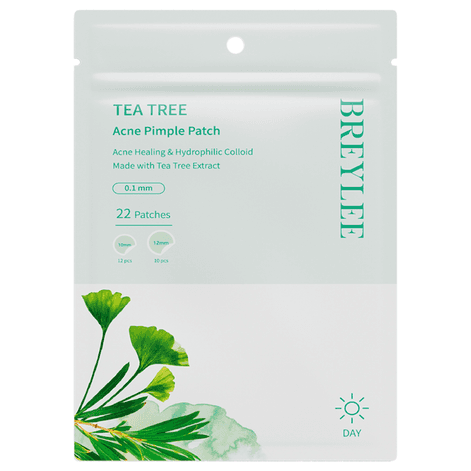 TEA TREE
Acne Pimple Patch
Acne Healing & Hydrophilic Colloid
Made with Tea Tree Extract
0.1 mm
22 Patches
10mm
12mm
12 pcs
10 pcs
BREYLEE
DAY